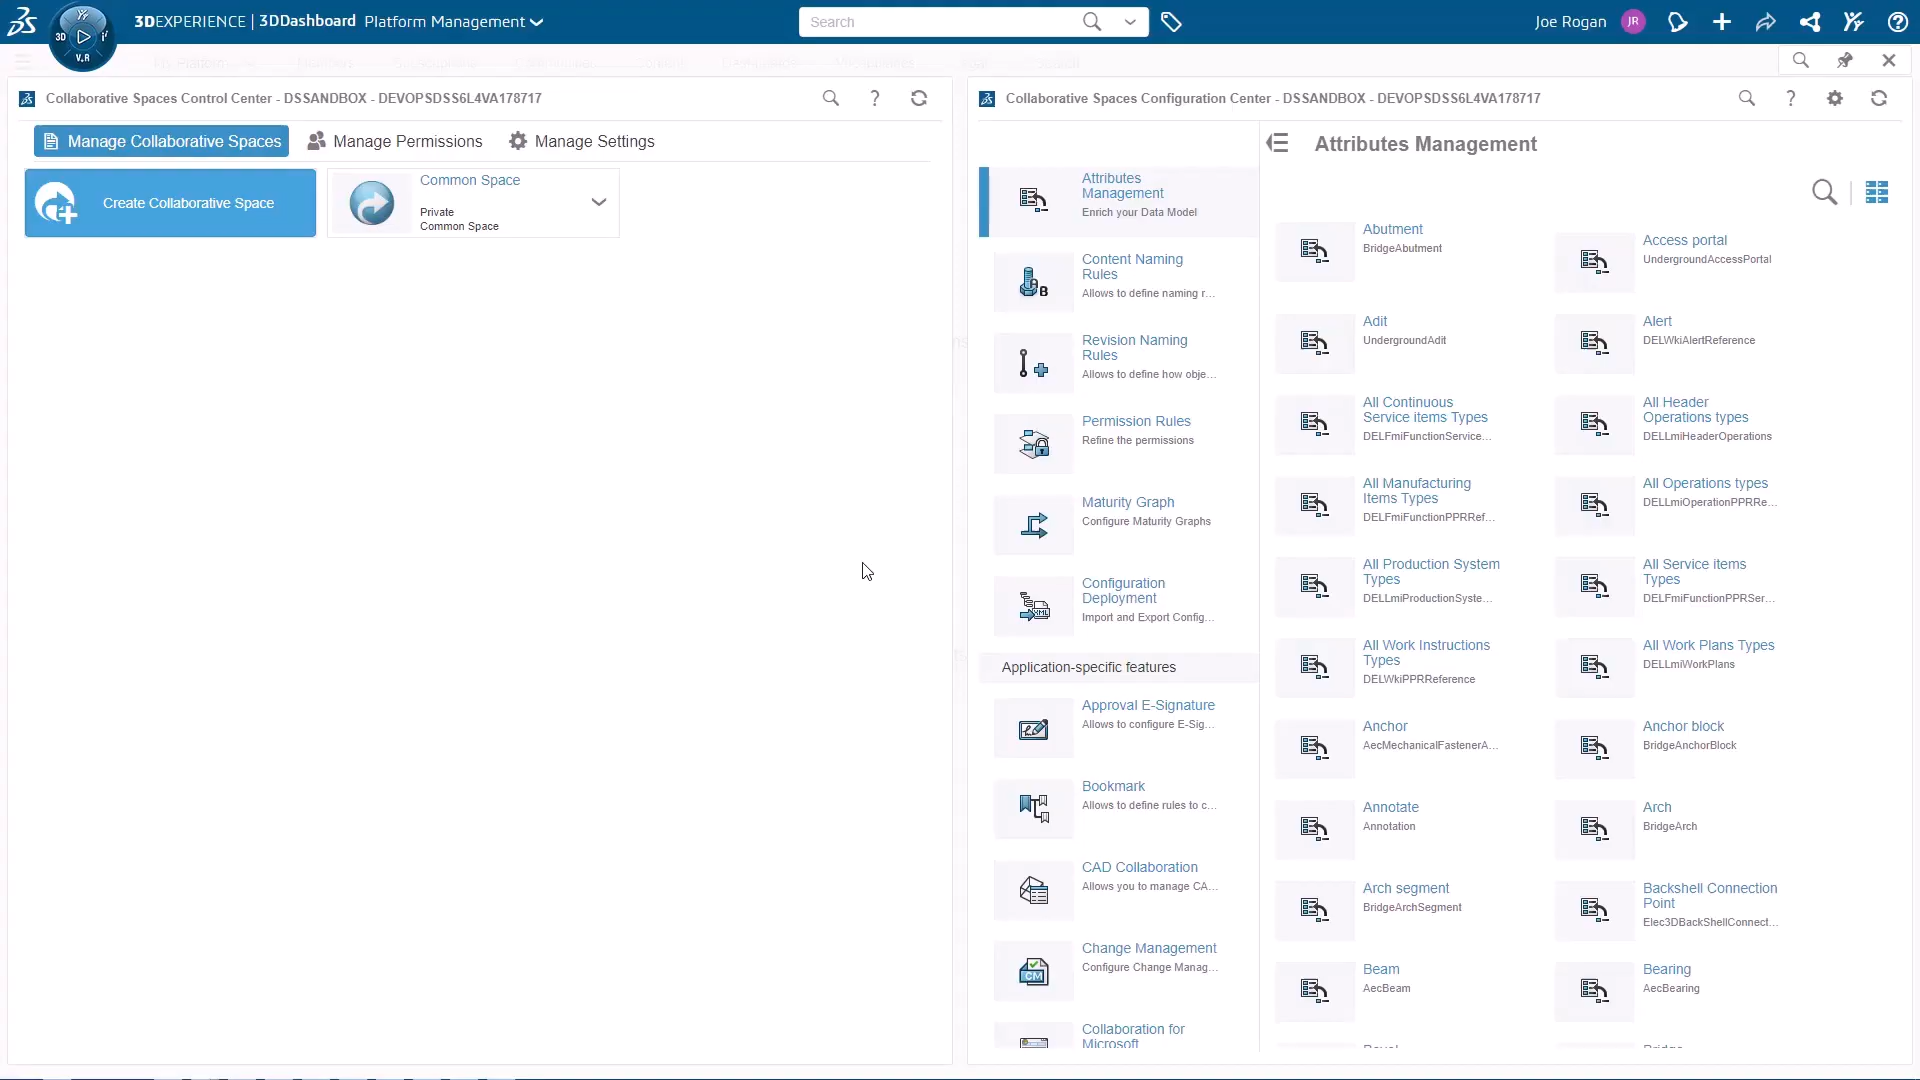 3DEXPERIENCE | 3DDashboard Platform Management
Search
Joe Rogan JR
3D
V.R
Collaborative Spaces Control Center - DSSANDBOX - DEVOPSDSS6L4VA178717
Manage Collaborative Spaces
Manage Permissions
Manage Settings
Create Collaborative Space
Common Space
Private
Common Space
Collaborative Spaces Configuration Center - DSSANDBOX - DEVOPSDSS6L4VA178717
Attributes
Management
Enrich your Data Model
Content Naming
Rules
Allows to define naming r...
Revision Naming
Rules
Allows to define how obje...
Permission Rules
Refine the permissions
Maturity Graph
Configure Maturity Graphs
Configuration
Deployment
Import and Export Config...
Application-specific features
Approval E-Signature
Allows to configure E-Sig...
Bookmark
Allows to define rules to c...
CAD Collaboration
Allows you to manage CA...
Change Management
Configure Change Manag...
Collaboration for
Microsoft
Attributes Management
Abutment
BridgeAbutment
Access portal
UndergroundAccessPortal
Adit
UndergroundAdit
Alert
DELWkiAlertReference
All Continuous
Service items Types
DELFmiFunctionService...
All Header
Operations types
DELLmiHeaderOperations
All Manufacturing
Items Types
DELFmiFunctionPPRRef...
All Operations types
DELLmiOperationPPRRe...
All Production System
Types
DELLmiProductionSyste...
All Service items
Types
DELFmiFunctionPPRSer...
All Work Instructions
Types
DELWkiPPRReference
All Work Plans Types
DELLmiWorkPlans
Anchor
AecMechanicalFastenerA...
Anchor block
BridgeAnchorBlock
Annotate
Annotation
Arch
BridgeArch
Arch segment
BridgeArchSegment
Backshell Connection
Point
Elec3DBackShellConnect...
Beam
AecBeam
Bearing
AecBearing